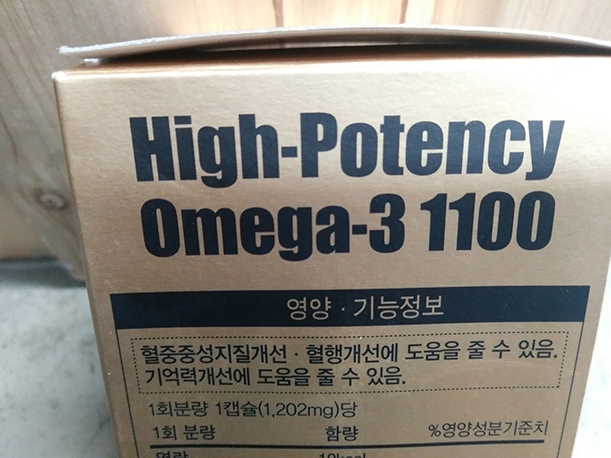 High-Potency
Omega-3 1100
영양 · 기능정보
혈중중성지질개선 · 혈행개선에 도움을 줄 수 있음.
기억력개선에 도움을 줄 수 있음.
1회분량 1캡슐(1,202mg)당
1회 분량 함량 %영양성분기준치